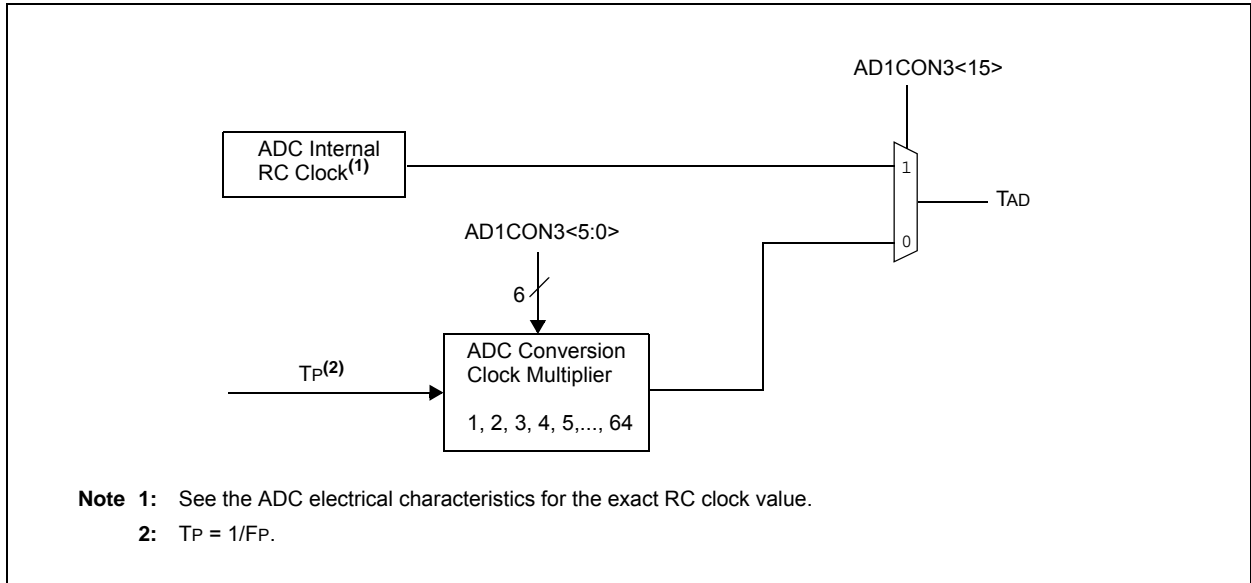 AD1CON3<15>
ADC Internal
RC Clock(1)
1
TAD
AD1CON3<5:0>
0
6
ADC Conversion
Clock Multiplier
TP(2)
1, 2, 3, 4, 5,..., 64
Note 1: See the ADC electrical characteristics for the exact RC clock value.
2: TP = 1/FP.